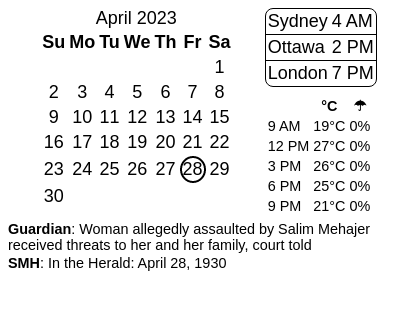 April 2023
Su Mo Tu We Th Fr Sa
1
2 3 4 5 6 7 8
9 10 11 12 13 14 15
16 17 18 19 20 21 22
23 24 25 26 27 28 29
30
Sydney 4 AM
Ottawa 2 PM
London 7 PM
°C ☂
9 AM 19°C 0%
12 PM 27°C 0%
3 PM 26°C 0%
6 PM 25°C 0%
9 PM 21°C 0%
Guardian: Woman allegedly assaulted by Salim Mehajer
received threats to her and her family, court told
SMH: In the Herald: April 28, 1930